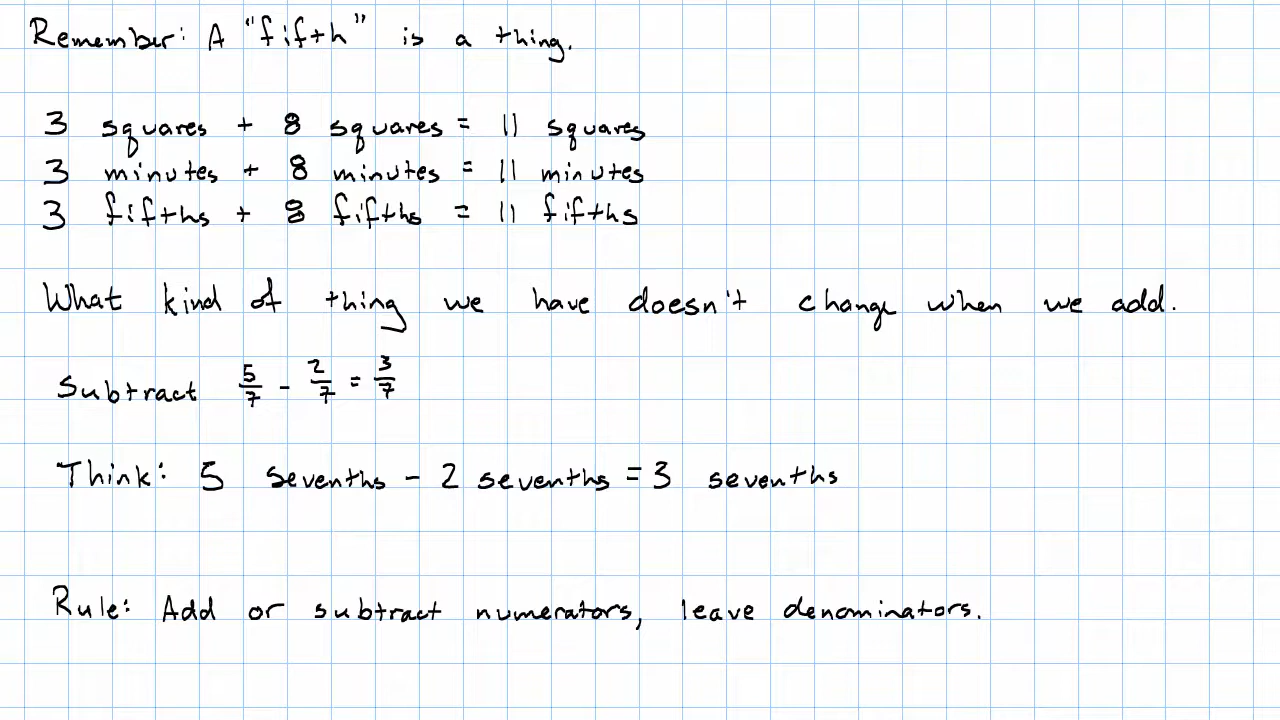 Remember: A "fifth" is a thing.
3 squares + 8 squares = 11 squares
3 minutes + 8 minutes = 11 minutes
3 fifths + 8 fifths = 11 fifths
What kind of thing we have doesn't change when we add.
Subtract 5/7 - 2/7 = 3/7
Think: 5 sevenths - 2 sevenths = 3 sevenths
Rule: Add or subtract numerators, leave denominators.